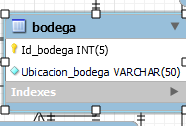 bodega
Id_bodega INT(5)
Ubicacion_bodega VARCHAR(50)
Indexes